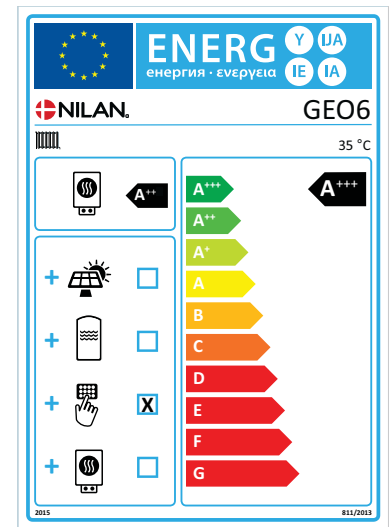 ENERG Y IJA
енергия · ενεργεια IE IA
NILAN
GEO6
35 °C
A++
A+++
A+++
A++
A+
A
B
C
D
E
F
G
X
2015
811/2013